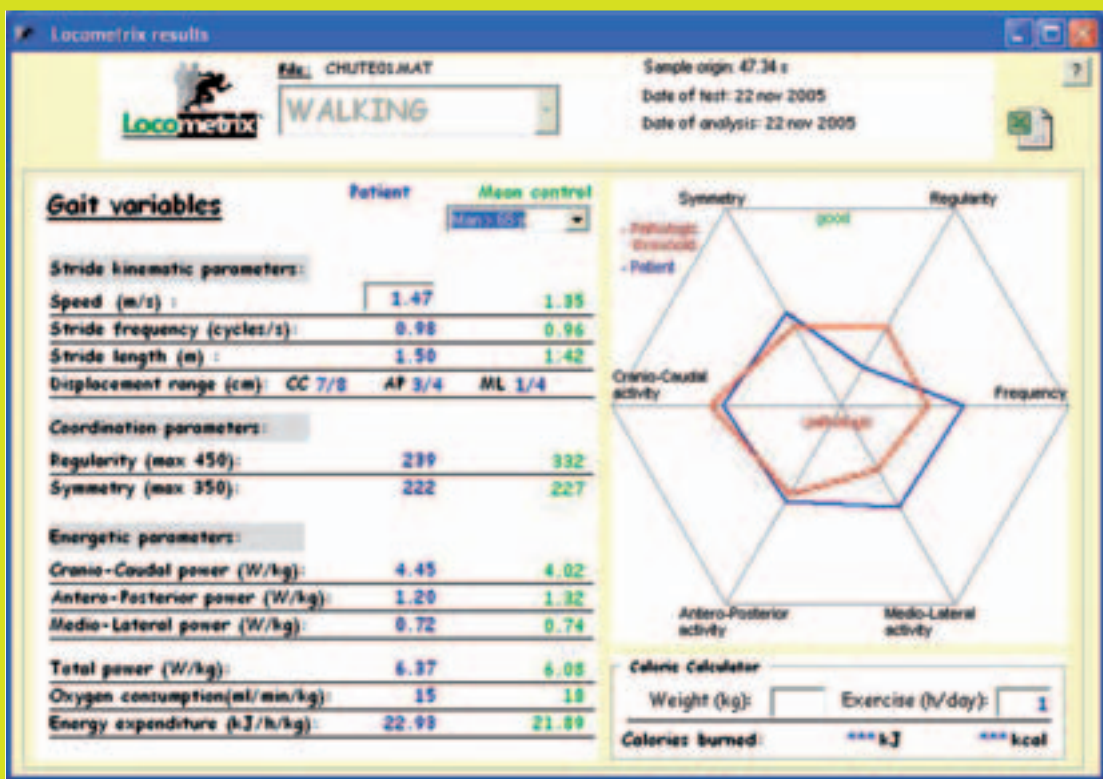 Locometrix results
File: CHUTE01.MAT
Sample origin: 47.34 s
?
WALKING
Date of test: 22 nov 2005
Locometrix
Date of analysis: 22 nov 2005
Gait variables
Patient
Mean control
Stride kinematic parameters:
Speed (m/s) : 1.47 1.35
Stride frequency (cycles/s): 0.98 0.96
Stride length (m) : 1.50 1.42
Displacement range (cm): CC 7/8 AP 3/4 ML 1/4
Coordination parameters:
Regularity (max 450): 239 332
Symmetry (max 350): 222 227
Energetic parameters:
Cranio-Caudal power (W/kg): 4.45 4.02
Antero-Posterior power (W/kg): 1.20 1.32
Medio-Lateral power (W/kg): 0.72 0.74
Total power (W/kg): 6.37 6.08
Oxygen consumption(ml/min/kg): 15 18
Energy expenditure (kJ/h/kg): 22.93 21.89
Symmetry
Regularity
good
- Pathologic
threshold
- Patient
Cranio-Caudal
activity
Frequency
pathologic
Antero-Posterior
activity
Medio-Lateral
activity
Calorie Calculator
Weight (kg): Exercise (h/day): 1
Calories burned: ***kJ ***kcal